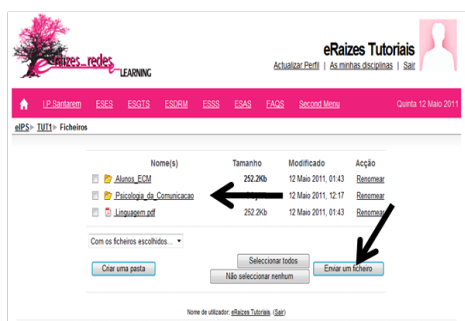 eRaizes Tutoriais
eRaizes_redes_
LEARNING
Actualizar Perfil | As minhas disciplinas | Sair
I.P.Santarem ESES ESGTS ESDRM ESSS ESAS FAQS Second Menu Quinta 12 Maio 2011
eIPS ▶ TUT1 ▶ Ficheiros
Nome(s) Tamanho Modificado Acção
Alunos_ECM 252.2Kb 12 Maio 2011, 01:43 Renomear
Psicologia_da_Comunicacao 12 Maio 2011, 12:17 Renomear
Linguagem.pdf 252.2Kb 12 Maio 2011, 01:43 Renomear
Com os ficheiros escolhidos...
Criar uma pasta
Seleccionar todos
Não seleccionar nenhum
Enviar um ficheiro
Nome de utilizador: eRaizes Tutoriais. (Sair)